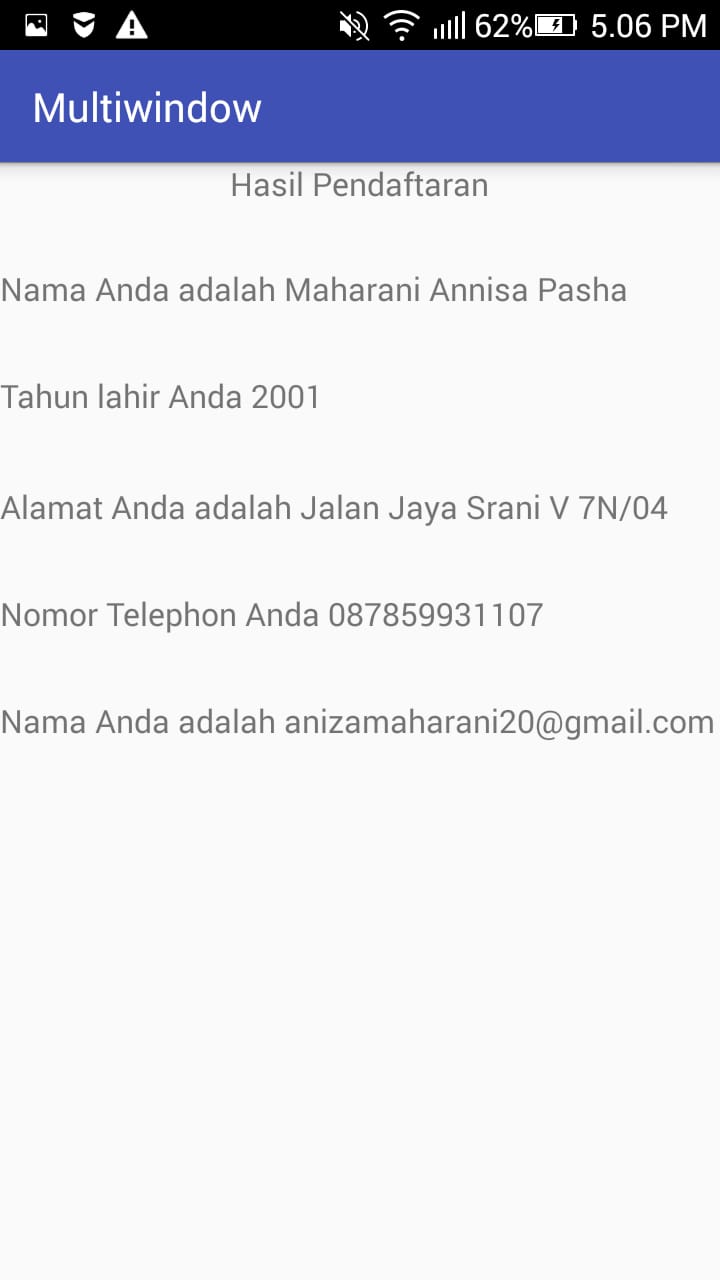 62% 5.06 PM
Multiwindow
Hasil Pendaftaran
Nama Anda adalah Maharani Annisa Pasha
Tahun lahir Anda 2001
Alamat Anda adalah Jalan Jaya Srani V 7N/04
Nomor Telephon Anda 087859931107
Nama Anda adalah anizamaharani20@gmail.com